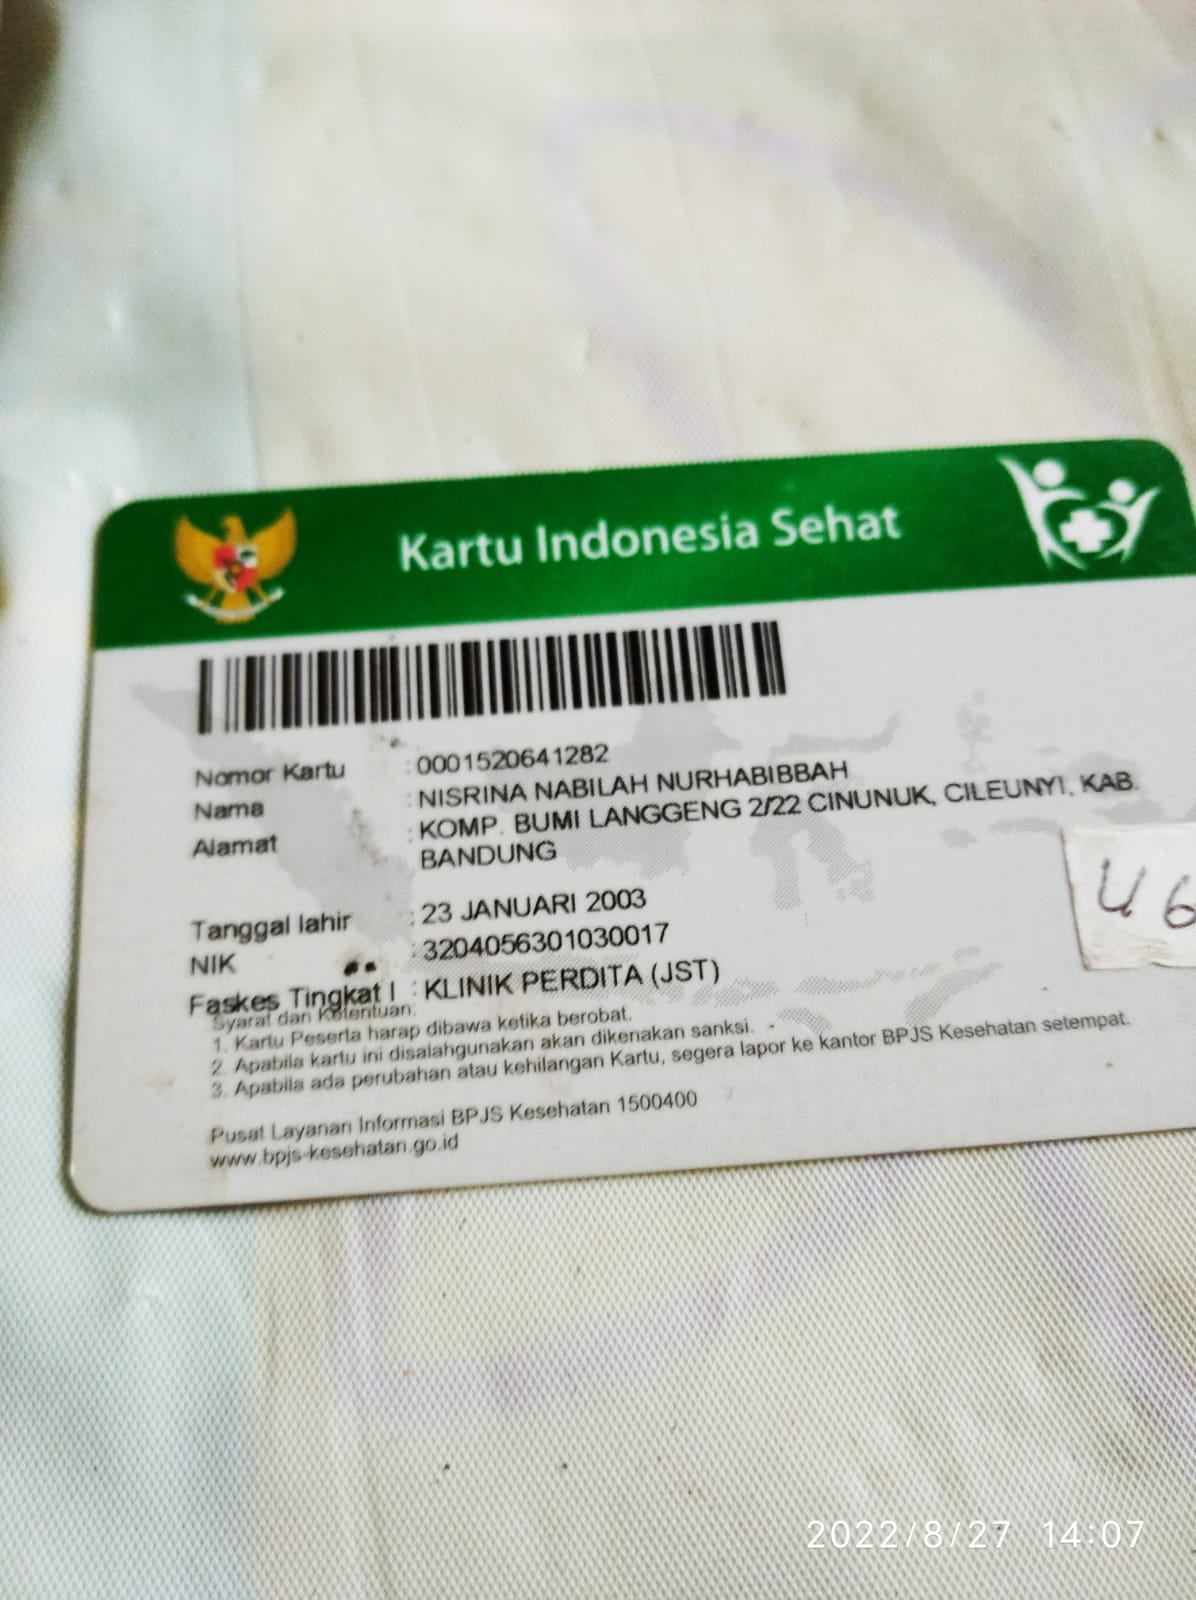 Kartu Indonesia Sehat
Nomor Kartu : 0001520641282
Nama : NISRINA NABILAH NURHABIBBAH
Alamat : KOMP. BUMI LANGGENG 2/22 CINUNUK, CILEUNYI, KAB.
BANDUNG
Tanggal lahir : 23 JANUARI 2003
NIK : 3204056301030017
Faskes Tingkat I : KLINIK PERDITA (JST)
Syarat dan Ketentuan:
1. Kartu Peserta harap dibawa ketika berobat.
2. Apabila kartu ini disalahgunakan akan dikenakan sanksi.
3. Apabila ada perubahan atau kehilangan Kartu, segera lapor ke kantor BPJS Kesehatan setempat.
Pusat Layanan Informasi BPJS Kesehatan 1500400
www.bpjs-kesehatan.go.id
2022/8/27 14:07